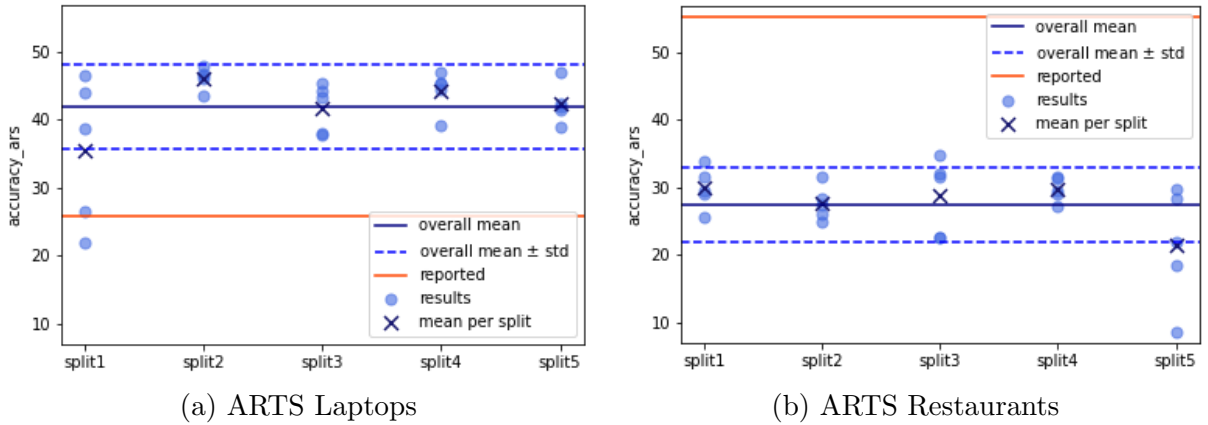 50
40
30
20
10
accuracy_ars
overall mean
overall mean ± std
reported
results
mean per split
split1 split2 split3 split4 split5
(a) ARTS Laptops
50
40
30
20
10
accuracy_ars
overall mean
overall mean ± std
reported
results
mean per split
split1 split2 split3 split4 split5
(b) ARTS Restaurants